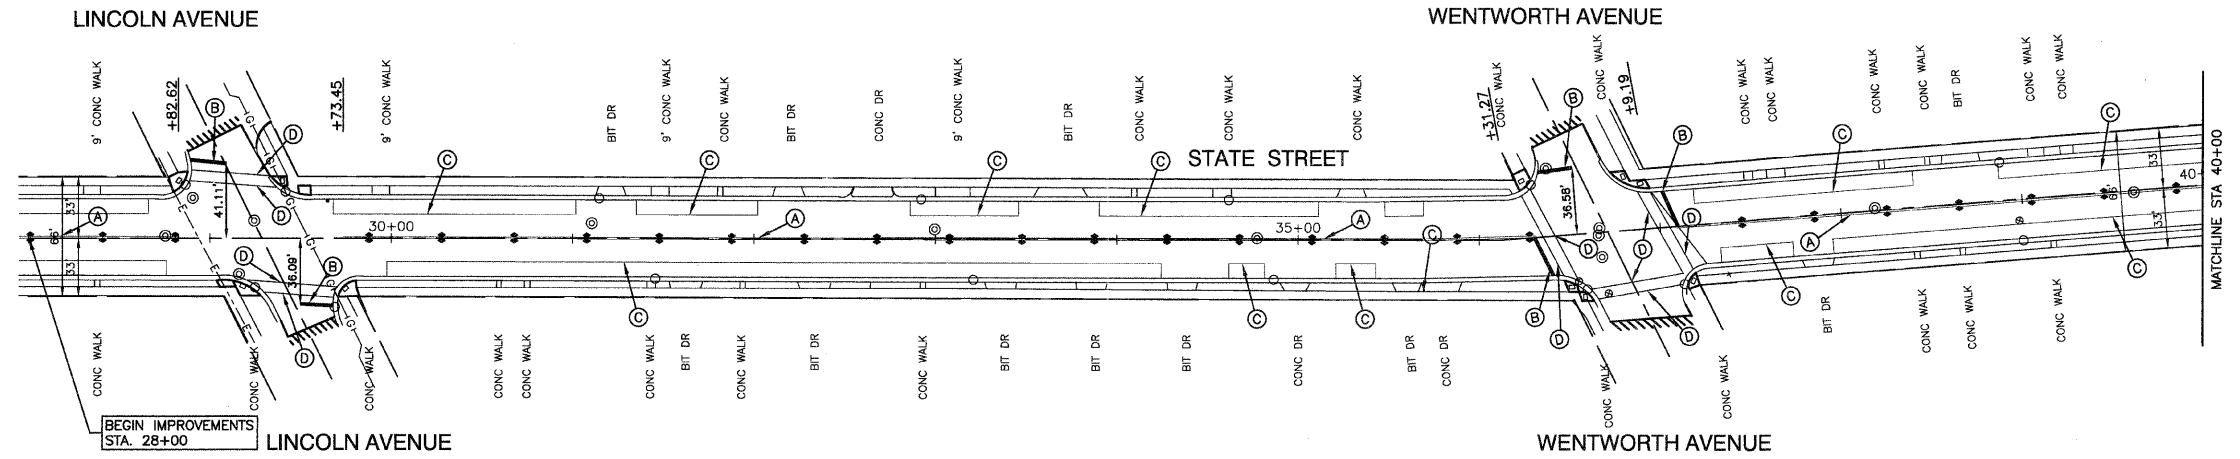 LINCOLN AVENUE
WENTWORTH AVENUE
9' CONC WALK
+82.62
B
G
D
+73.45
9' CONC WALK
BIT DR
9' CONC WALK
CONC WALK
BIT DR
CONC DR
9' CONC WALK
BIT DR
CONC WALK
CONC WALK
CONC WALK
+31.27
CONC WALK
B
CONC WALK
+9.19
B
CONC WALK
CONC WALK
CONC WALK
CONC WALK
BIT DR
CONC WALK
CONC WALK
C
C
C
C
C
C
STATE STREET
MATCHLINE STA 40+00
33'
66'
33'
A
E
41.11'
D
G
30+00
A
35+00
A
C
36.58'
D
D
D
A
33'
66'
33'
40
E
D
36.09'
B
G
C
C
C
B
D
D
C
C
D
G
CONC WALK
CONC WALK
CONC WALK
CONC WALK
CONC WALK
CONC WALK
BIT DR
CONC WALK
BIT DR
CONC WALK
BIT DR
BIT DR
BIT DR
CONC DR
BIT DR
CONC DR
CONC WALK
CONC WALK
BIT DR
CONC WALK
CONC WALK
CONC WALK
BEGIN IMPROVEMENTS
STA. 28+00
LINCOLN AVENUE
WENTWORTH AVENUE